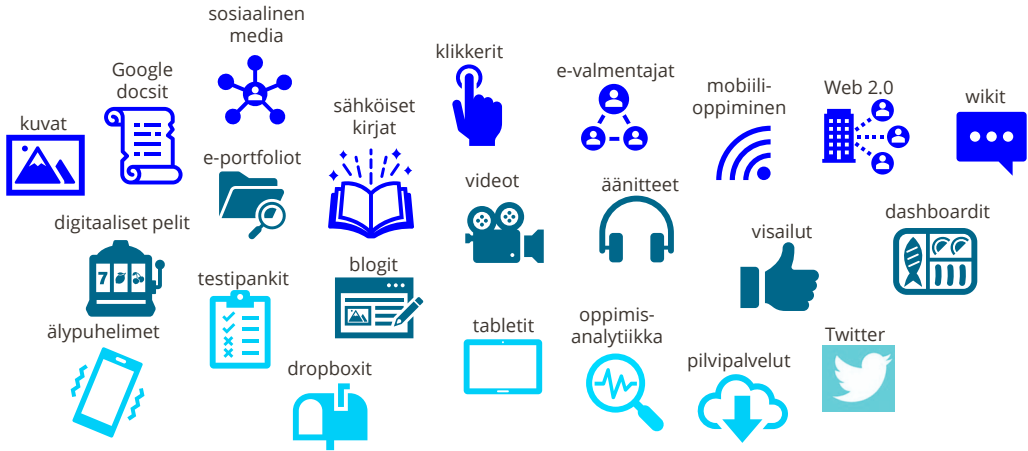 sosiaalinen
media
klikkerit
Google
docsit
e-valmentajat
mobiili-
oppiminen
Web 2.0
wikit
kuvat
sähköiset
kirjat
e-portfoliot
videot
äänitteet
digitaaliset pelit
visailut
dashboardit
7
testipankit
blogit
älypuhelimet
tabletit
oppimis-
analytiikka
Twitter
dropboxit
pilvipalvelut